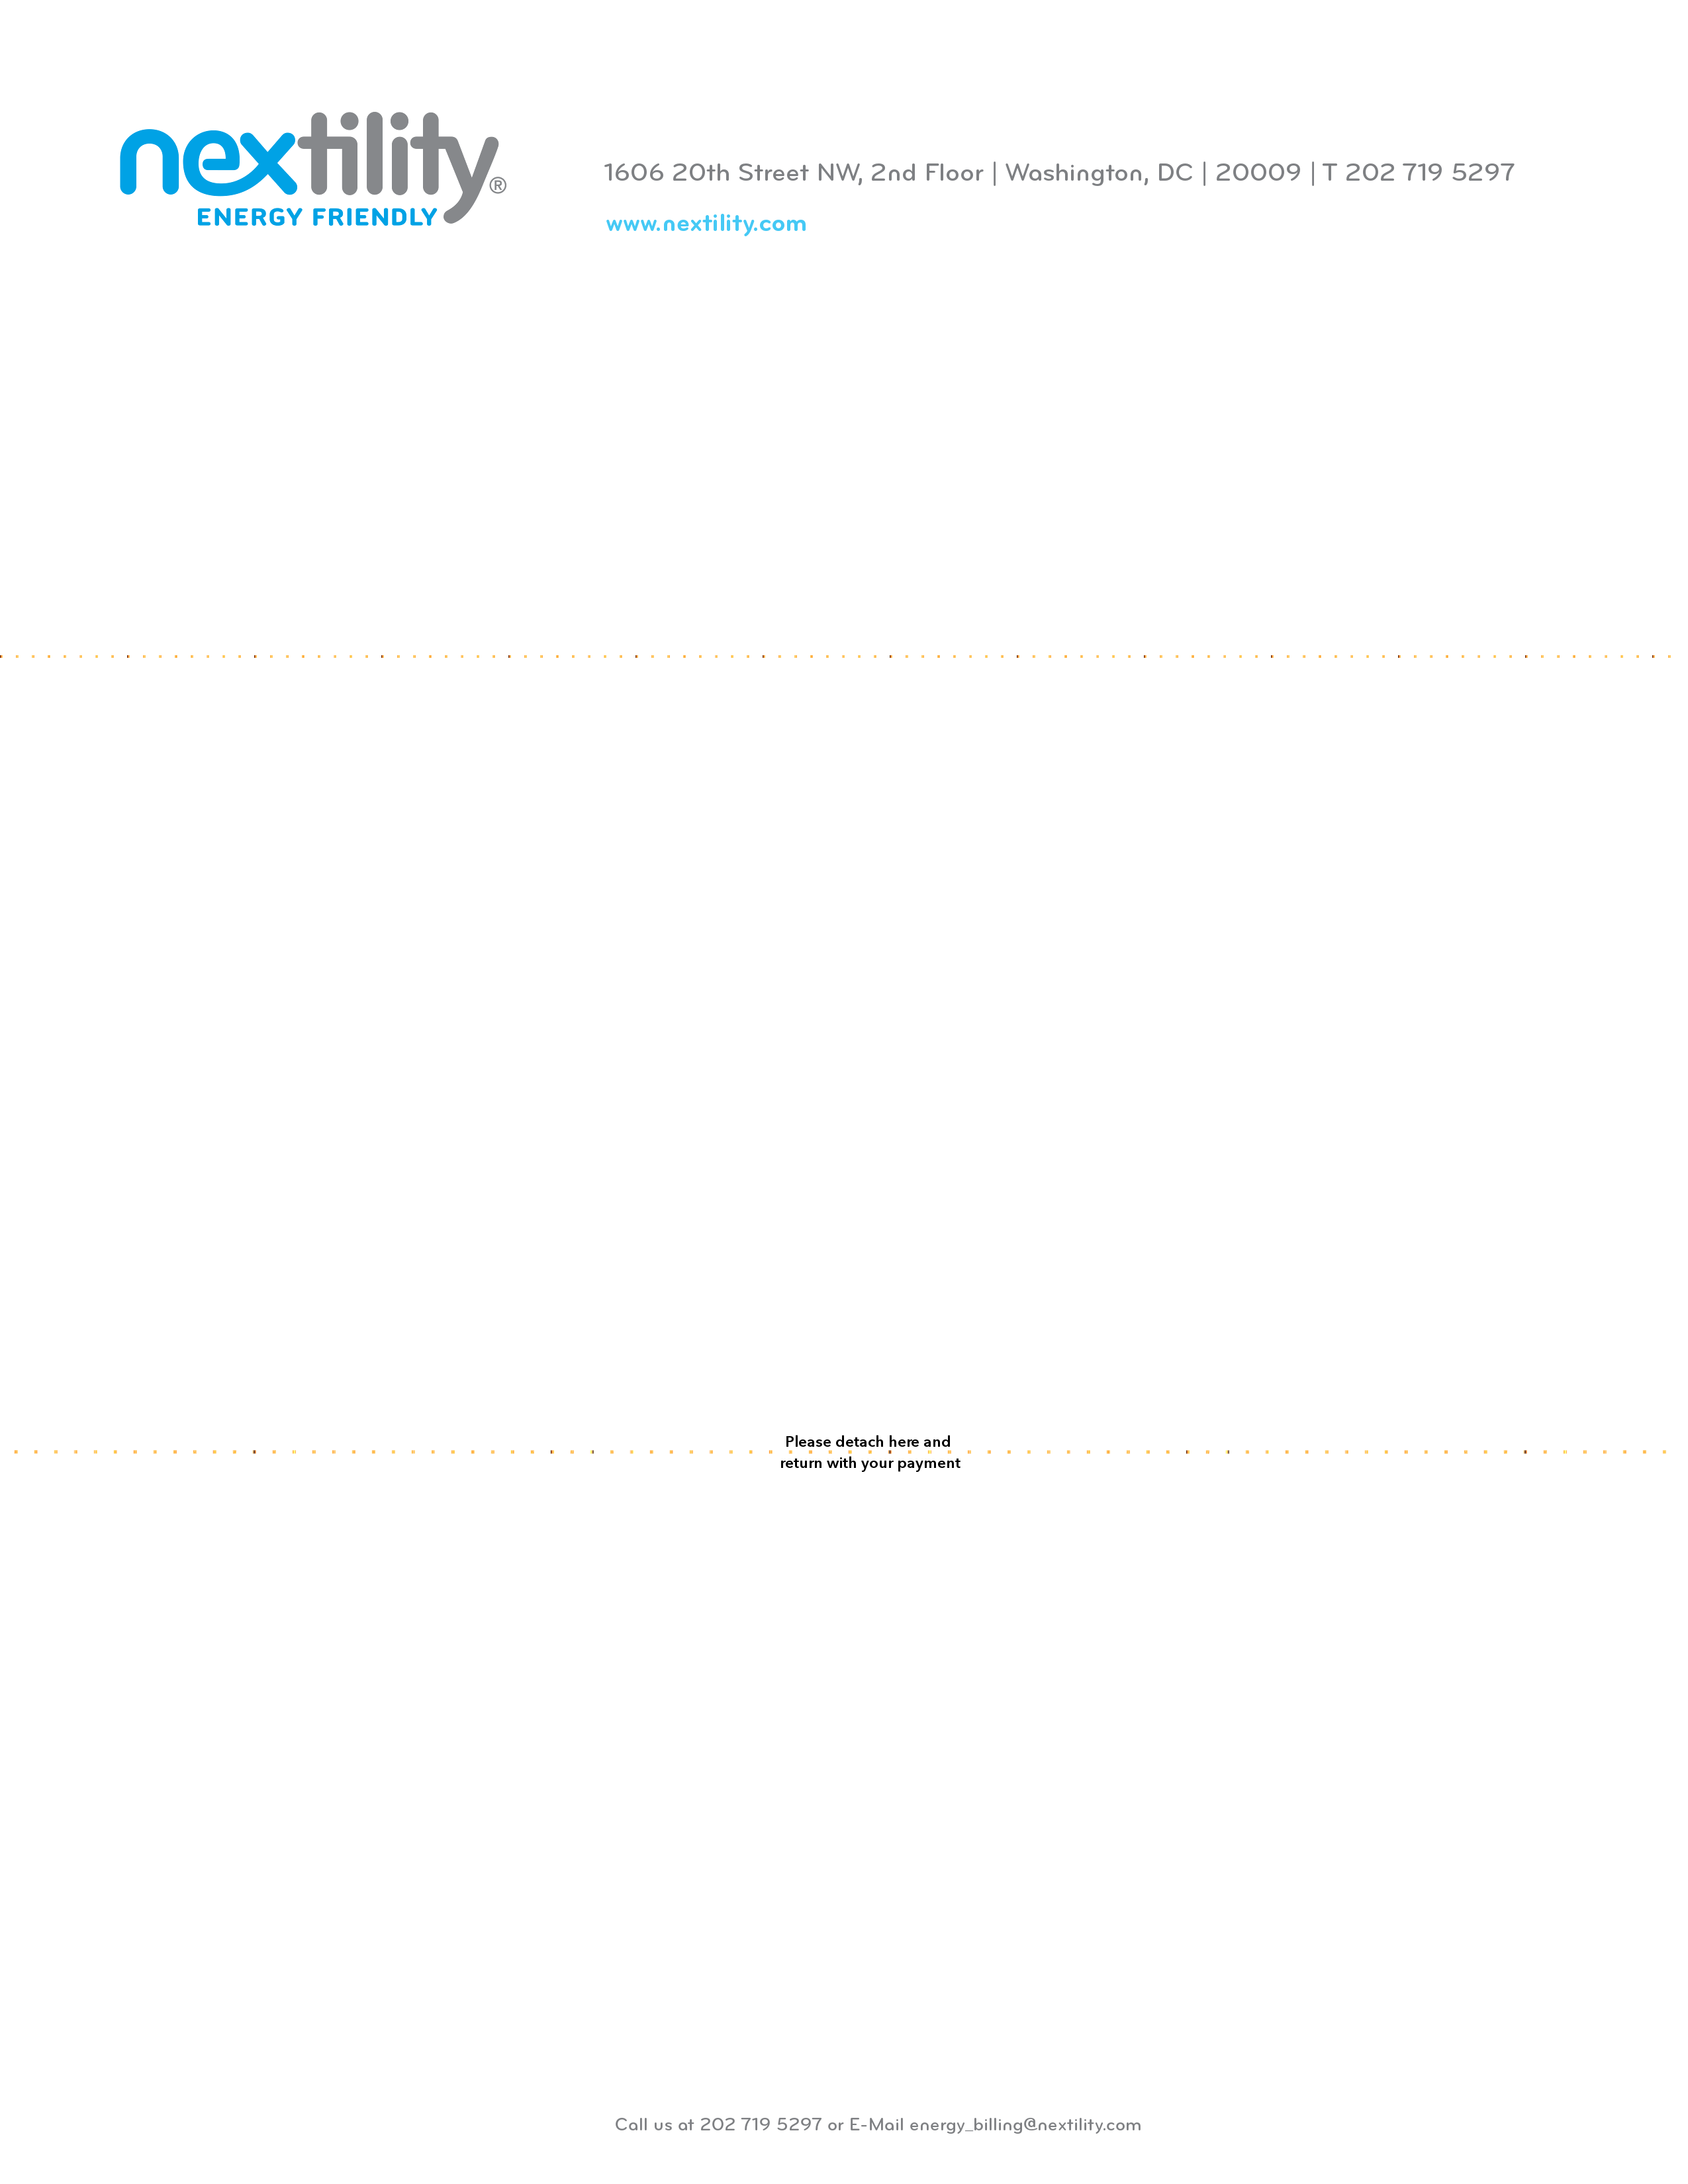 nextility®
ENERGY FRIENDLY
1606 20th Street NW, 2nd Floor | Washington, DC | 20009 | T 202 719 5297
www.nextility.com
Please detach here and
return with your payment
Call us at 202 719 5297 or E-Mail energy_billing@nextility.com